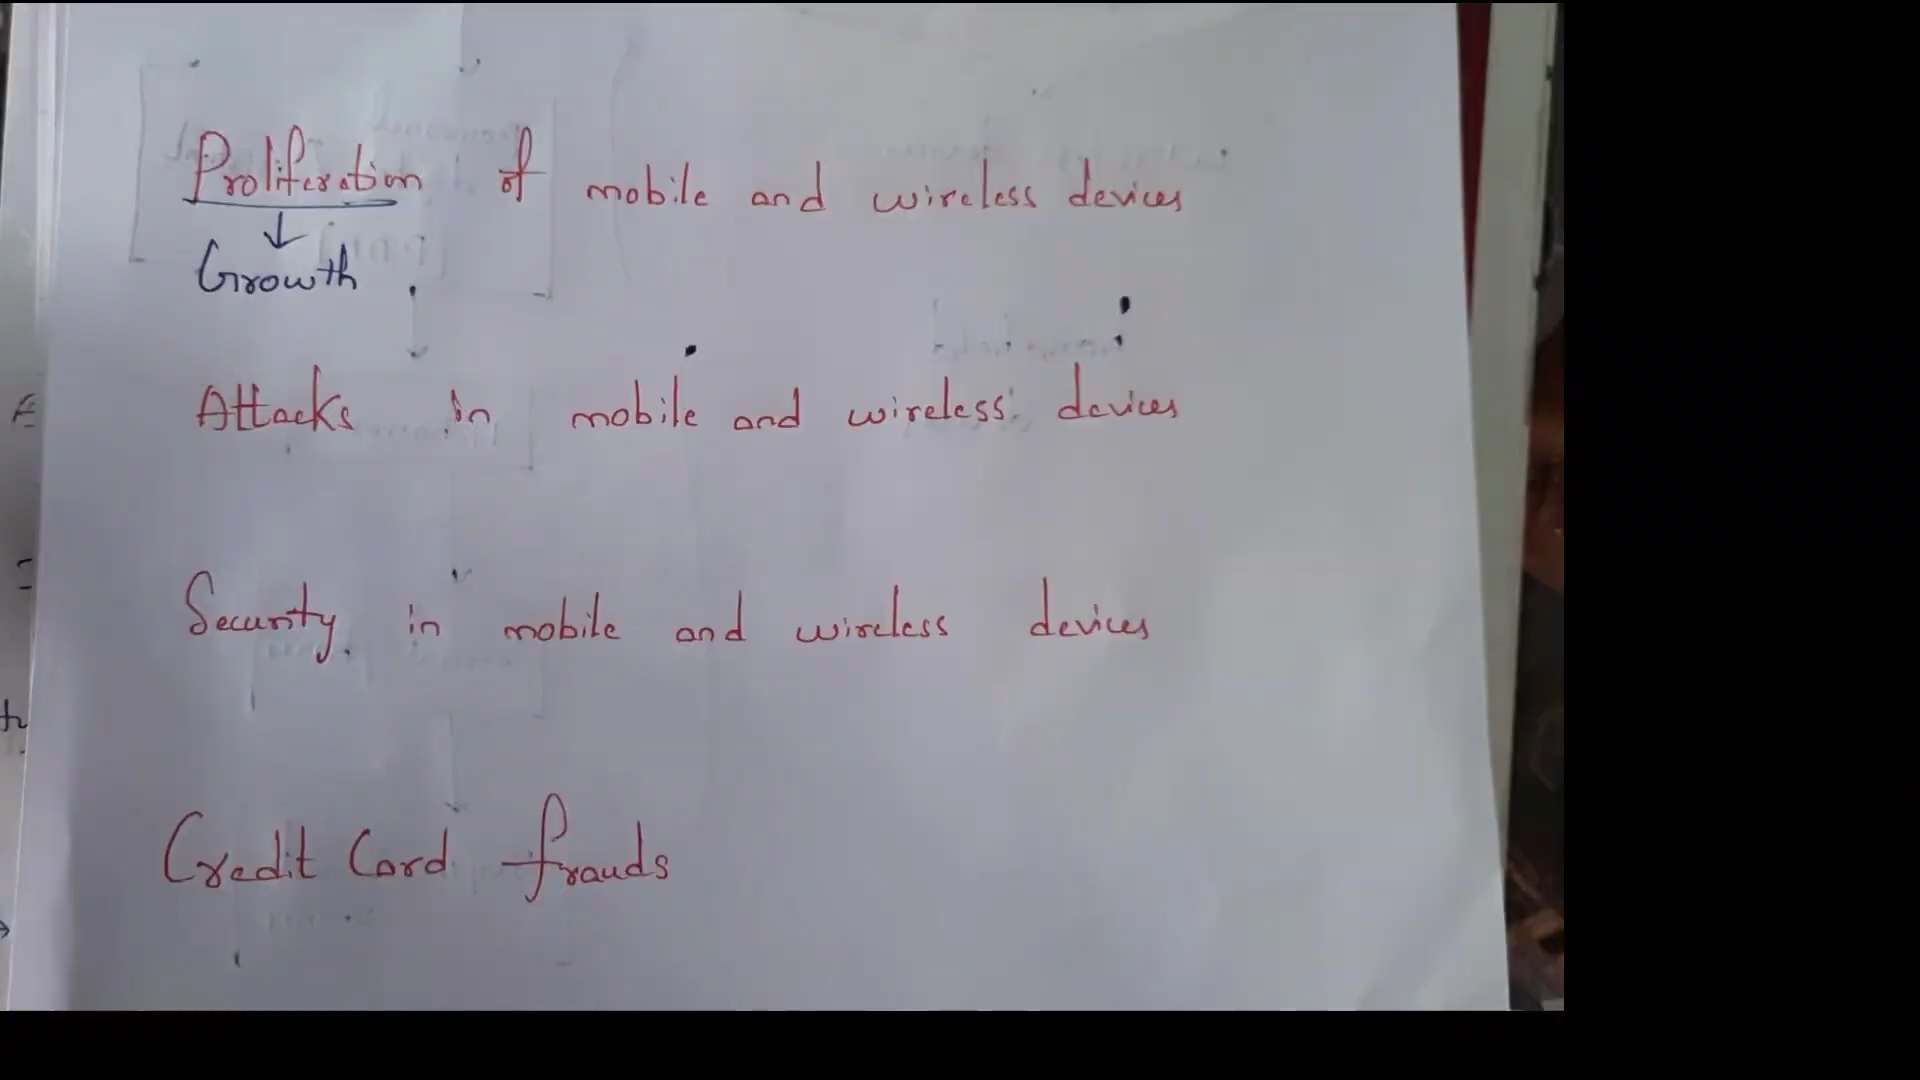 Proliferation of mobile and wireless devices
↓
Growth
Attacks in mobile and wireless devices
Security in mobile and wireless devices
Credit Card frauds